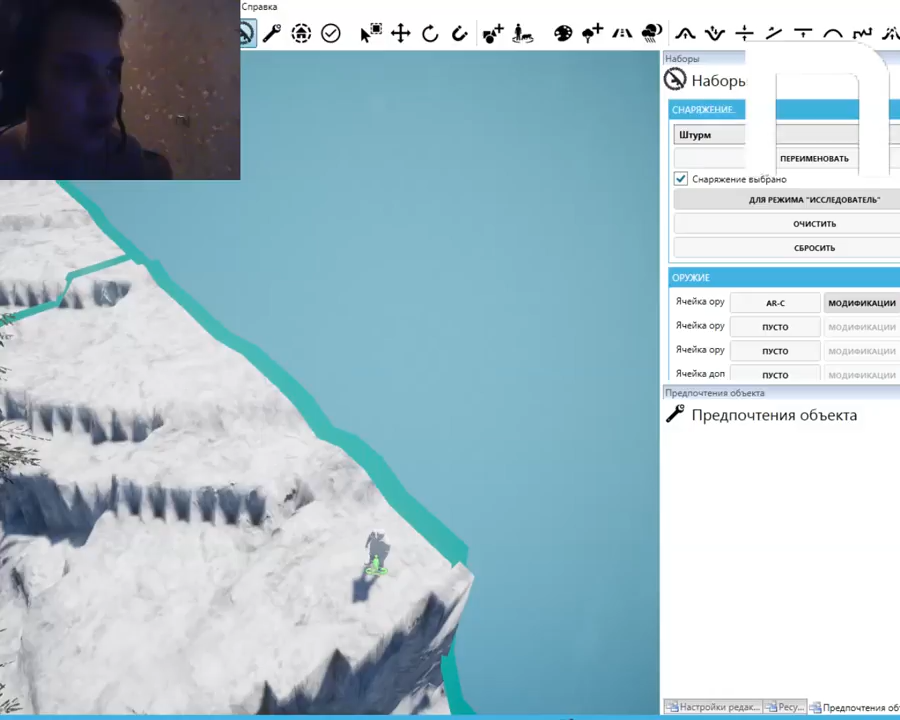 Справка
Наборы
Наборы
СНАРЯЖЕНИЕ.
Штурм
ПЕРЕИМЕНОВАТЬ
Снаряжение выбрано
ДЛЯ РЕЖИМА "ИССЛЕДОВАТЕЛЬ"
ОЧИСТИТЬ
СБРОСИТЬ
ОРУЖИЕ
Ячейка ору AR-C МОДИФИКАЦИИ
Ячейка ору ПУСТО МОДИФИКАЦИИ
Ячейка ору ПУСТО МОДИФИКАЦИИ
Ячейка доп ПУСТО МОДИФИКАЦИИ
Предпочтения объекта
Предпочтения объекта
Настройки редак... Ресу... Предпочтения об